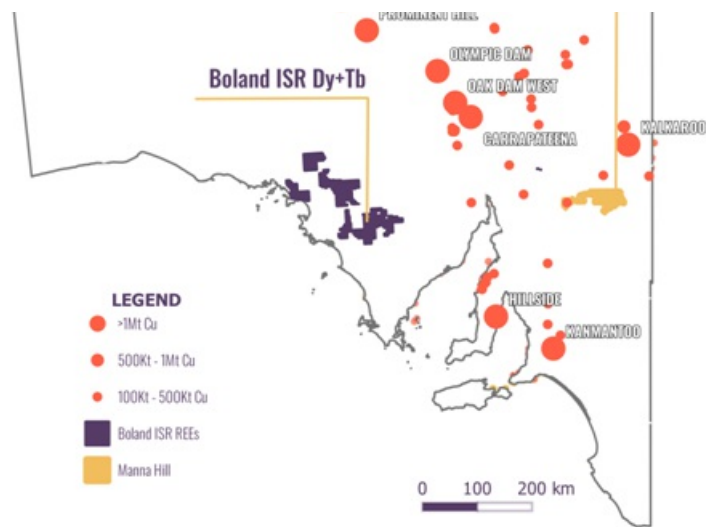 PROMINENT HILL
OLYMPIC DAM
Boland ISR Dy+Tb
OAK DAM WEST
CARRAPATEENA
KALKAROO
LEGEND
>1Mt Cu
500Kt - 1Mt Cu
100Kt - 500Kt Cu
Boland ISR REEs
Manna Hill
HILLSIDE
KANMANTOO
0 100 200 km